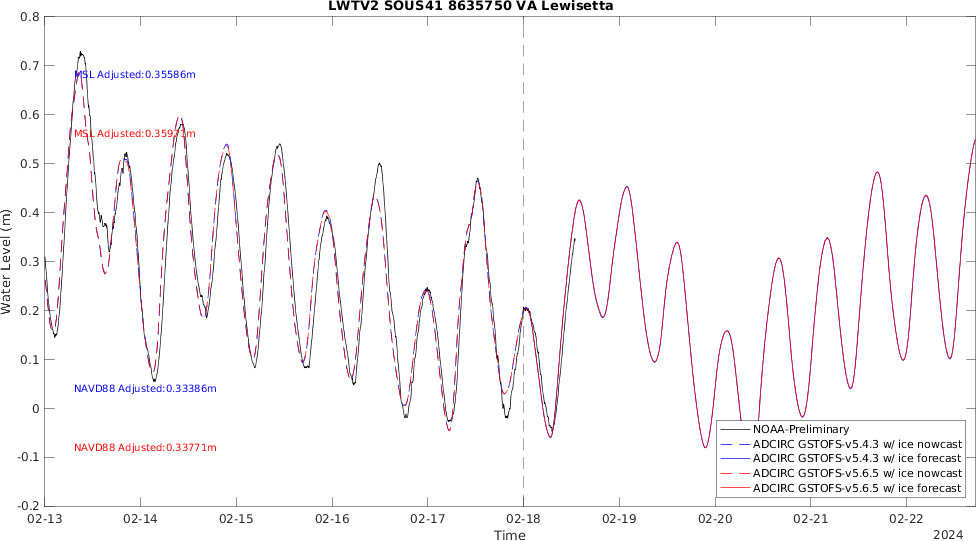 LWTV2 SOUS41 8635750 VA Lewisetta
0.8
0.7
0.6
0.5
0.4
0.3
0.2
0.1
0
-0.1
-0.2
Water Level (m)
MSL Adjusted:0.35586m
MSL Adjusted:
NAVD88 Adjusted:0.33386m
NAVD88 Adjusted:0.33771m
NOAA-Preliminary
ADCIRC GSTOFS-v5.4.3 w/ ice nowcast
ADCIRC GSTOFS-v5.4.3 w/ ice forecast
ADCIRC GSTOFS-v5.6.5 w/ ice nowcast
ADCIRC GSTOFS-v5.6.5 w/ ice forecast
02-13 02-14 02-15 02-16 02-17 02-18 02-19 02-20 02-21 02-22
Time
2024